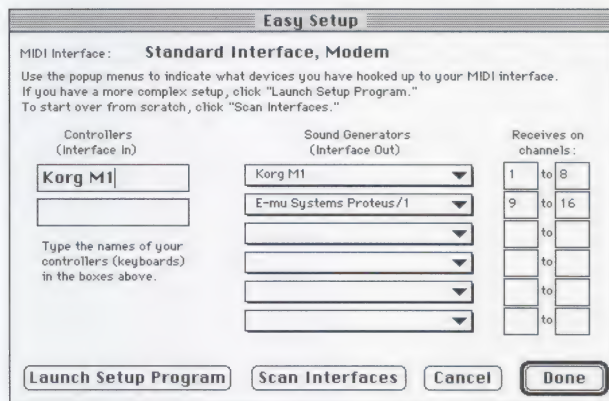 Easy Setup
MIDI Interface: Standard Interface, Modem
Use the popup menus to indicate what devices you have hooked up to your MIDI interface.
If you have a more complex setup, click "Launch Setup Program."
To start over from scratch, click "Scan Interfaces."
Controllers
(Interface In)
Korg M1
Type the names of your
controllers (keyboards)
in the boxes above.
Sound Generators
(Interface Out)
Receives on
channels:
Korg M1 1 to 8
E-mu Systems Proteus/1 9 to 16
to
to
to
to
Launch Setup Program Scan Interfaces Cancel Done